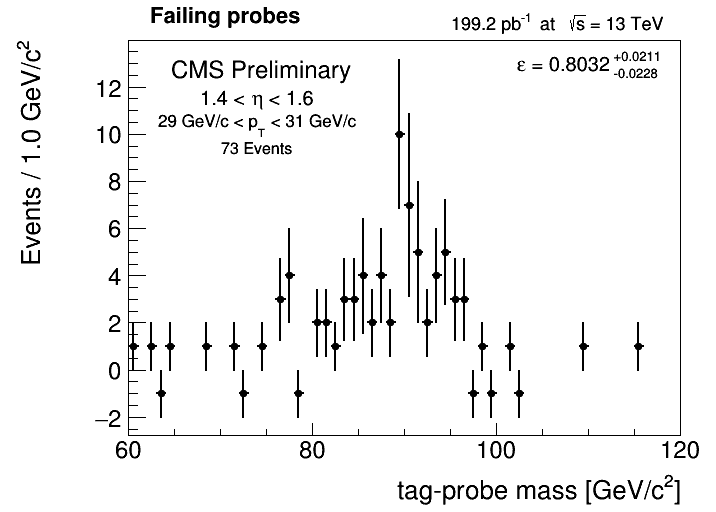 Failing probes
199.2 pb⁻¹ at √s = 13 TeV
CMS Preliminary
1.4 < η < 1.6
29 GeV/c < p_T < 31 GeV/c
73 Events
ε = 0.8032 +0.0211 -0.0228
Events / 1.0 GeV/c²
12
10
8
6
4
2
0
−2
60 80 100 120
tag-probe mass [GeV/c²]